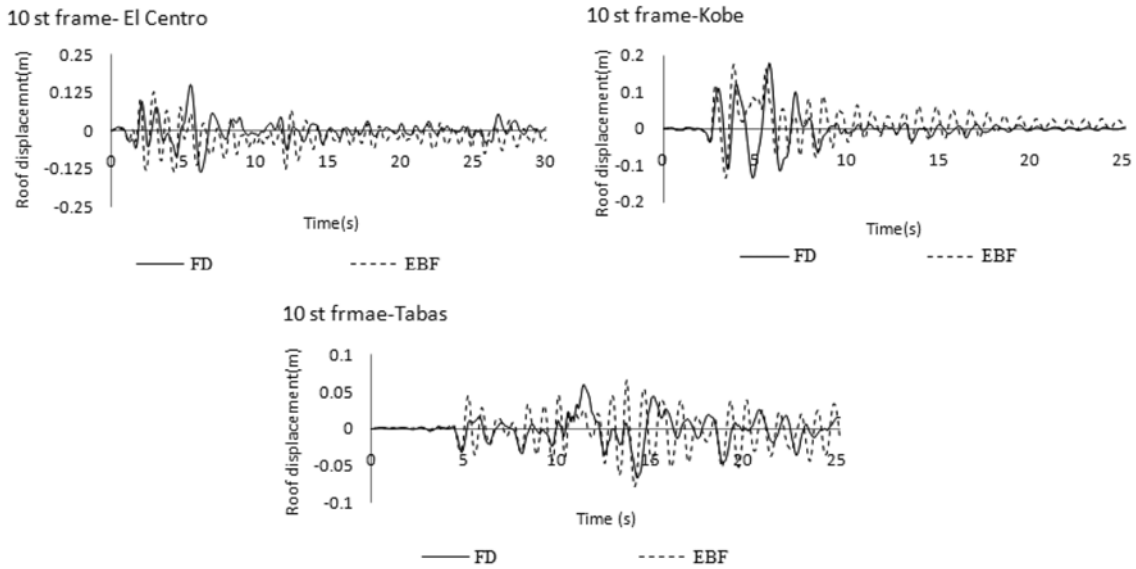 10 st frame- El Centro
Roof displacemnt(m)
0.25
0.125
0
-0.125
-0.25
0 5 10 15 20 25 30
Time(s)
FD EBF
10 st frame-Kobe
Roof displacement(m)
0.2
0.1
0
-0.1
-0.2
0 5 10 15 20 25
Time(s)
FD EBF
10 st frmae-Tabas
Roof displacement(m)
0.1
0.05
0
-0.05
-0.1
0 5 10 15 20 25
Time (s)
FD EBF